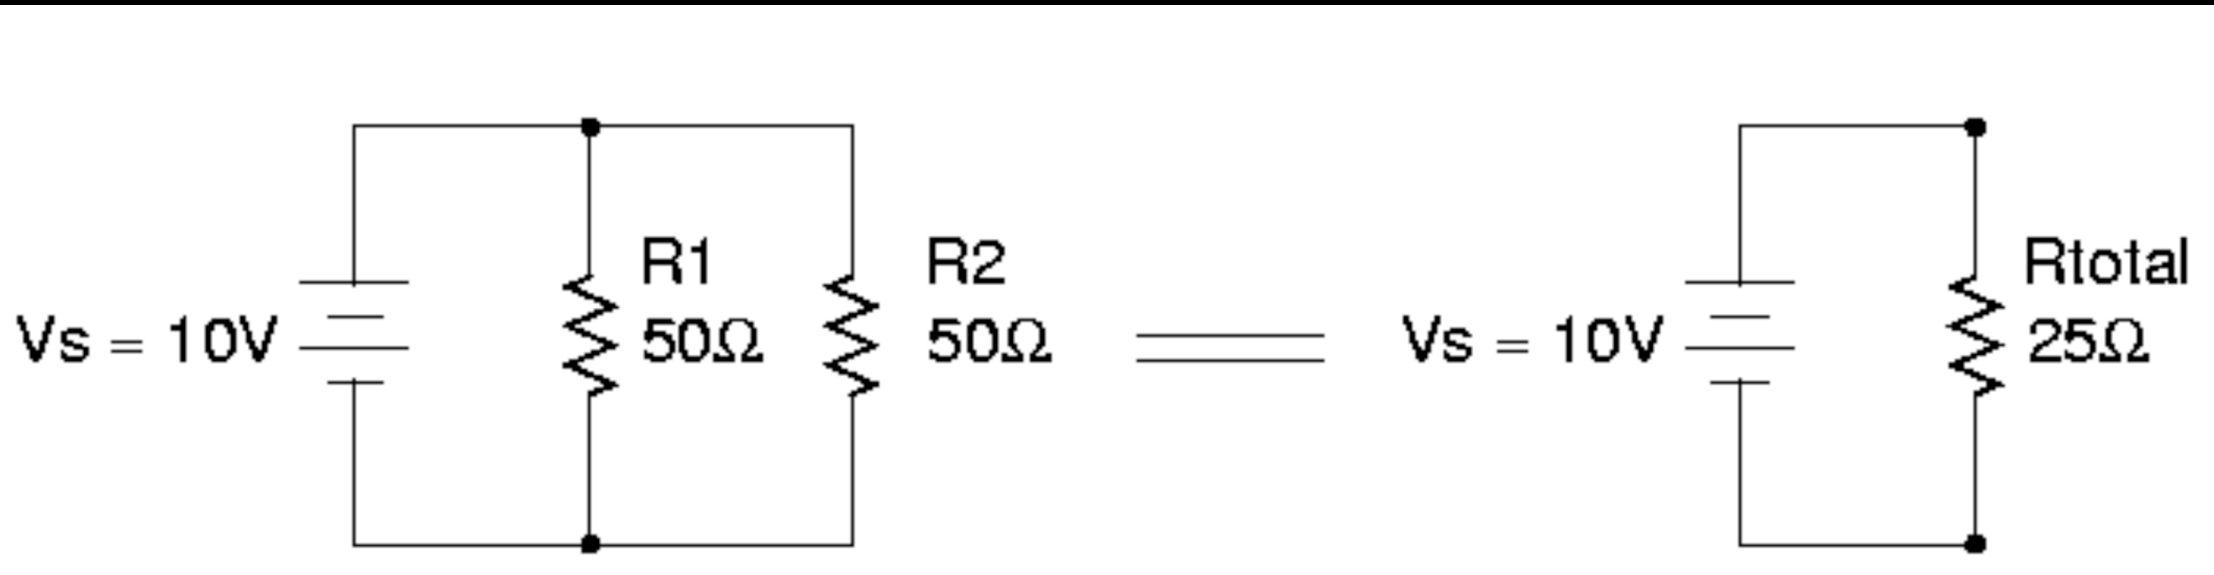 Vs = 10V
R1
50Ω
R2
50Ω
Vs = 10V
Rtotal
25Ω